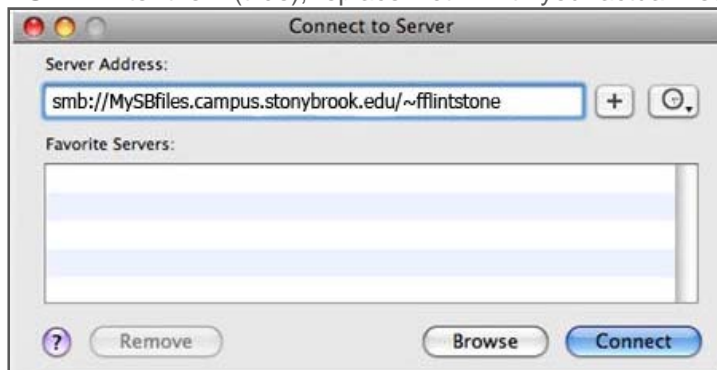 Connect to Server
Server Address:
smb://MySBfiles.campus.stonybrook.edu/~fflintstone
+
Favorite Servers:
?
Remove
Browse
Connect